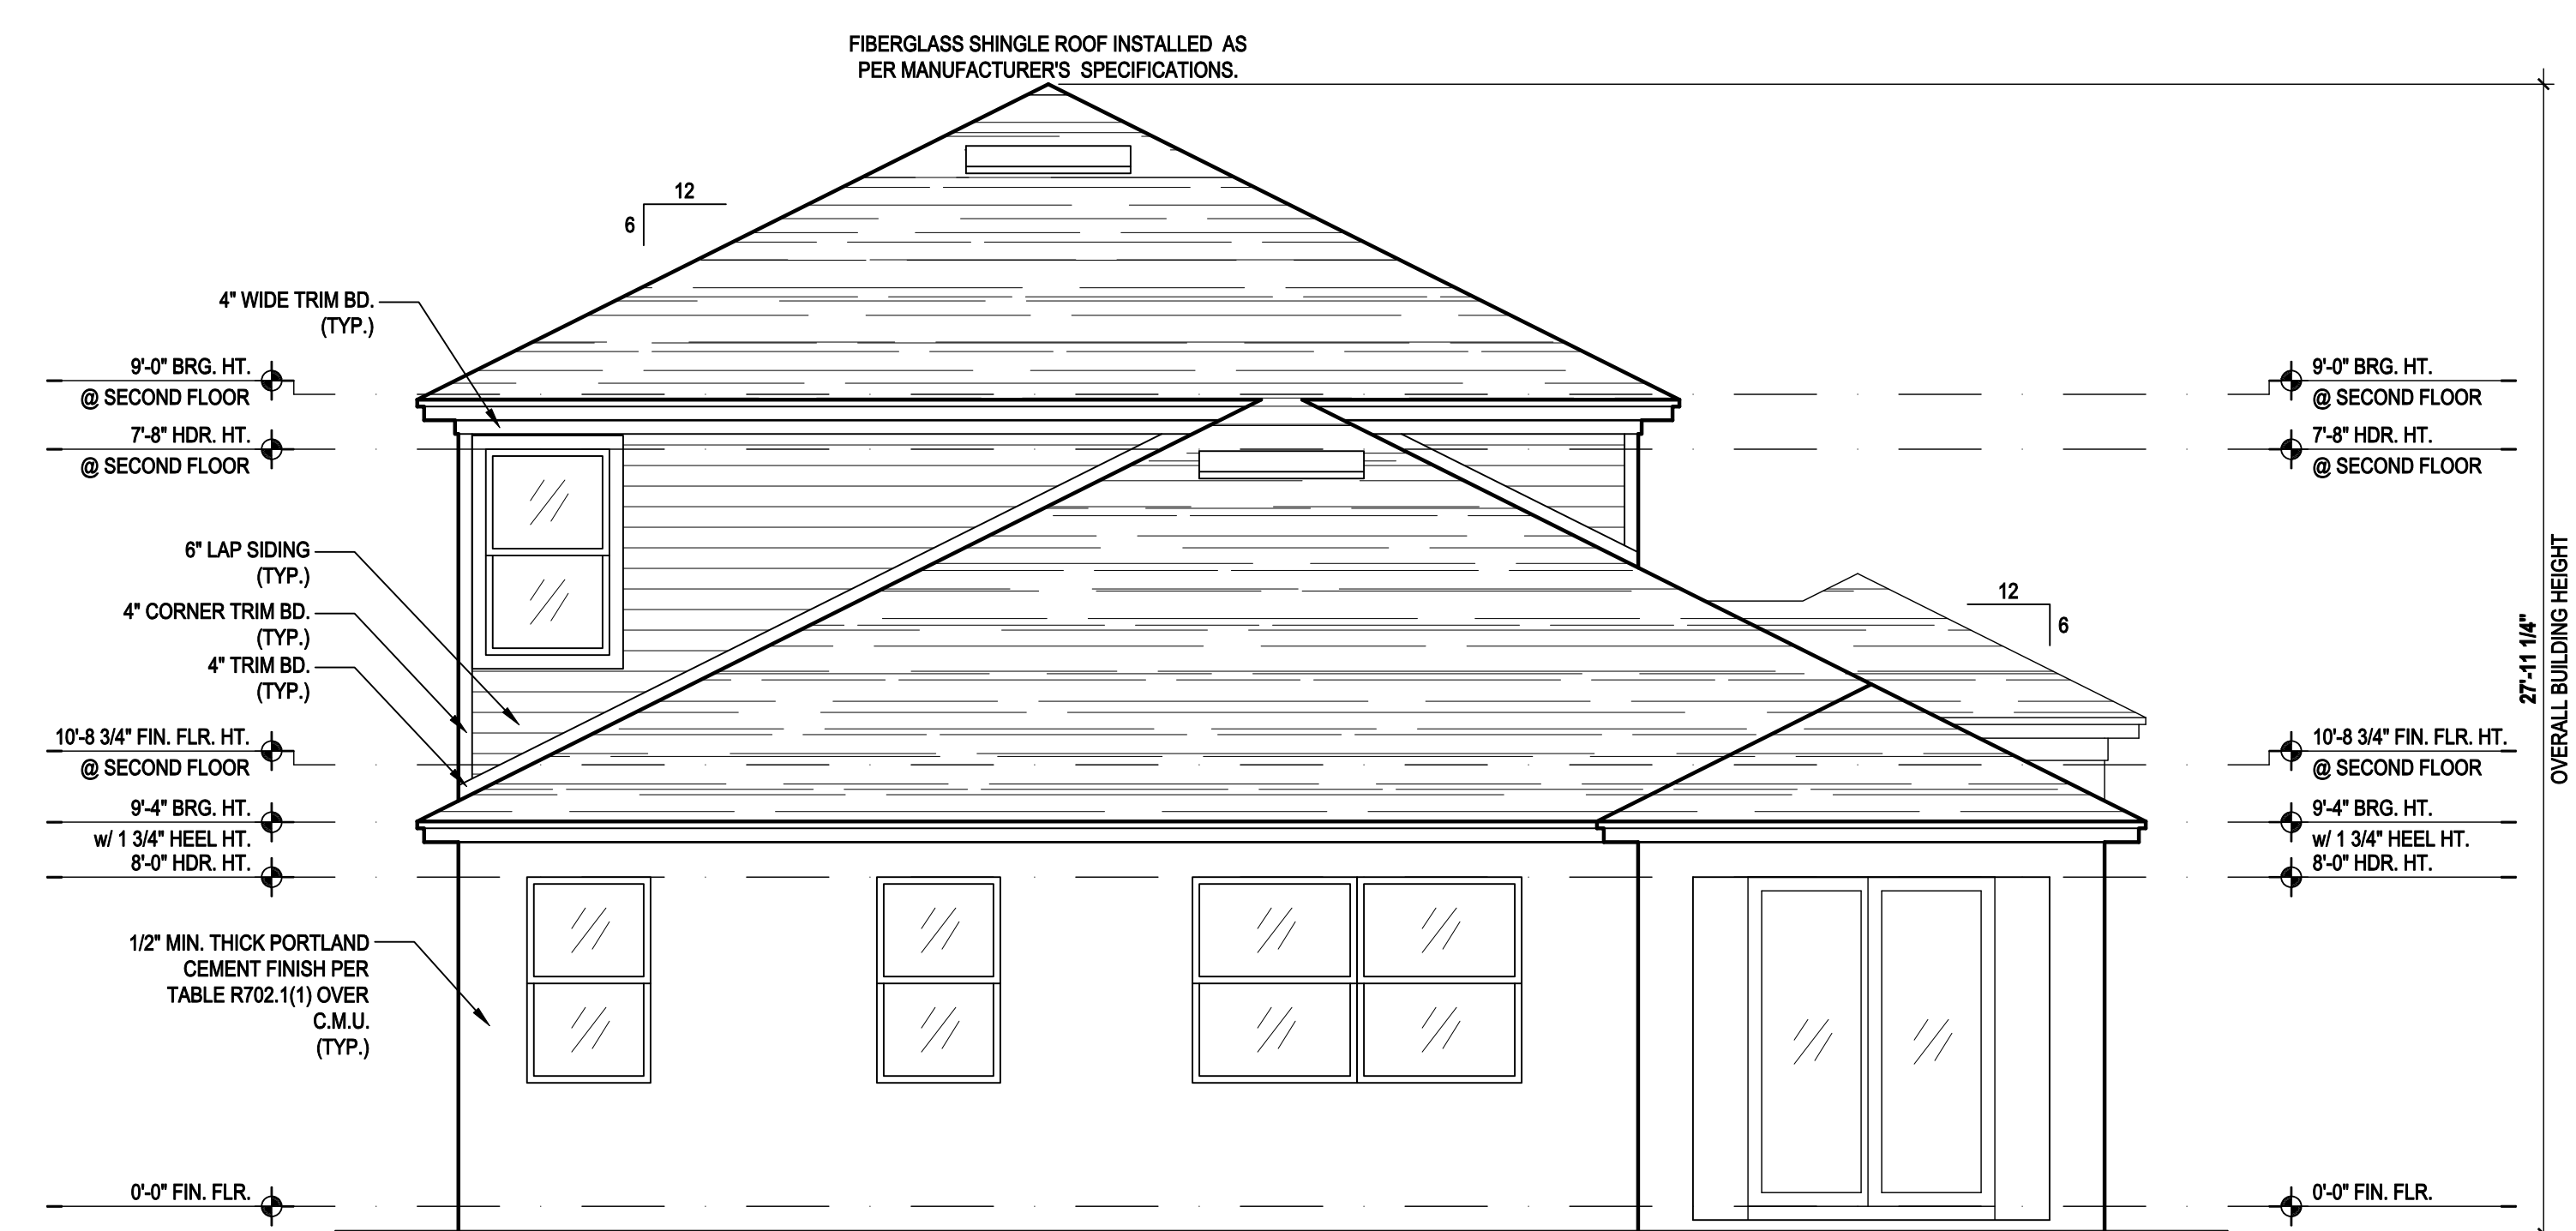 FIBERGLASS SHINGLE ROOF INSTALLED AS
PER MANUFACTURER'S SPECIFICATIONS.
12
6
4" WIDE TRIM BD.
(TYP.)
9'-0" BRG. HT.
@ SECOND FLOOR
7'-8" HDR. HT.
@ SECOND FLOOR
6" LAP SIDING
(TYP.)
4" CORNER TRIM BD.
(TYP.)
4" TRIM BD.
(TYP.)
10'-8 3/4" FIN. FLR. HT.
@ SECOND FLOOR
9'-4" BRG. HT.
w/ 1 3/4" HEEL HT.
8'-0" HDR. HT.
1/2" MIN. THICK PORTLAND
CEMENT FINISH PER
TABLE R702.1(1) OVER
C.M.U.
(TYP.)
0'-0" FIN. FLR.
9'-0" BRG. HT.
@ SECOND FLOOR
7'-8" HDR. HT.
@ SECOND FLOOR
12
6
10'-8 3/4" FIN. FLR. HT.
@ SECOND FLOOR
9'-4" BRG. HT.
w/ 1 3/4" HEEL HT.
8'-0" HDR. HT.
0'-0" FIN. FLR.
27'-11 1/4"
OVERALL BUILDING HEIGHT